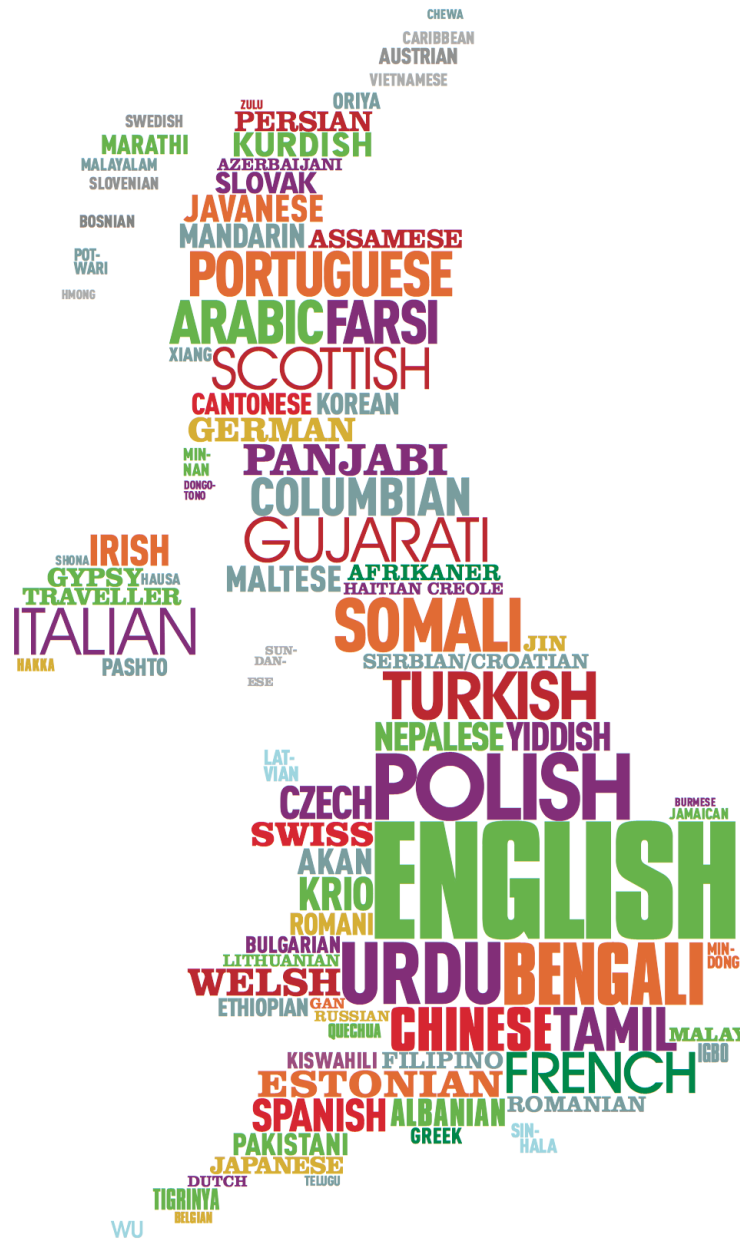 CHEWA
CARIBBEAN
AUSTRIAN
VIETNAMESE
ZULU ORIYA
SWEDISH PERSIAN
MARATHI KURDISH
MALAYALAM AZERBAIJANI
SLOVENIAN SLOVAK
JAVANESE
BOSNIAN
MANDARIN ASSAMESE
POT-
WARI
PORTUGUESE
HMONG
ARABIC FARSI
XIANG SCOTTISH
CANTONESE KOREAN
GERMAN
MIN-
NAN
PANJABI
DONGO-
TONO
COLUMBIAN
GUJARATI
SHONA IRISH
GYPSY HAUSA
TRAVELLER
MALTESE AFRIKANER
HAITIAN CREOLE
ITALIAN
SOMALI JIN
HAKKA PASHTO
SUN-
DAN-
ESE
SERBIAN/CROATIAN
TURKISH
NEPALESE YIDDISH
LAT-
VIAN
POLISH
CZECH
BURMESE
JAMAICAN
SWISS
ENGLISH
AKAN
KRIO
ROMANI
BULGARIAN
LITHUANIAN
WELSH URDU BENGALI
MIN-
DONG
ETHIOPIAN GAN
RUSSIAN
QUECHUA
CHINESE TAMIL MALAY
IGBO
KISWAHILI FILIPINO FRENCH
ESTONIAN
ROMANIAN
SPANISH ALBANIAN
GREEK
SIN-
HALA
PAKISTANI
JAPANESE
DUTCH TELUGU
TIGRINYA
BELGIAN
WU